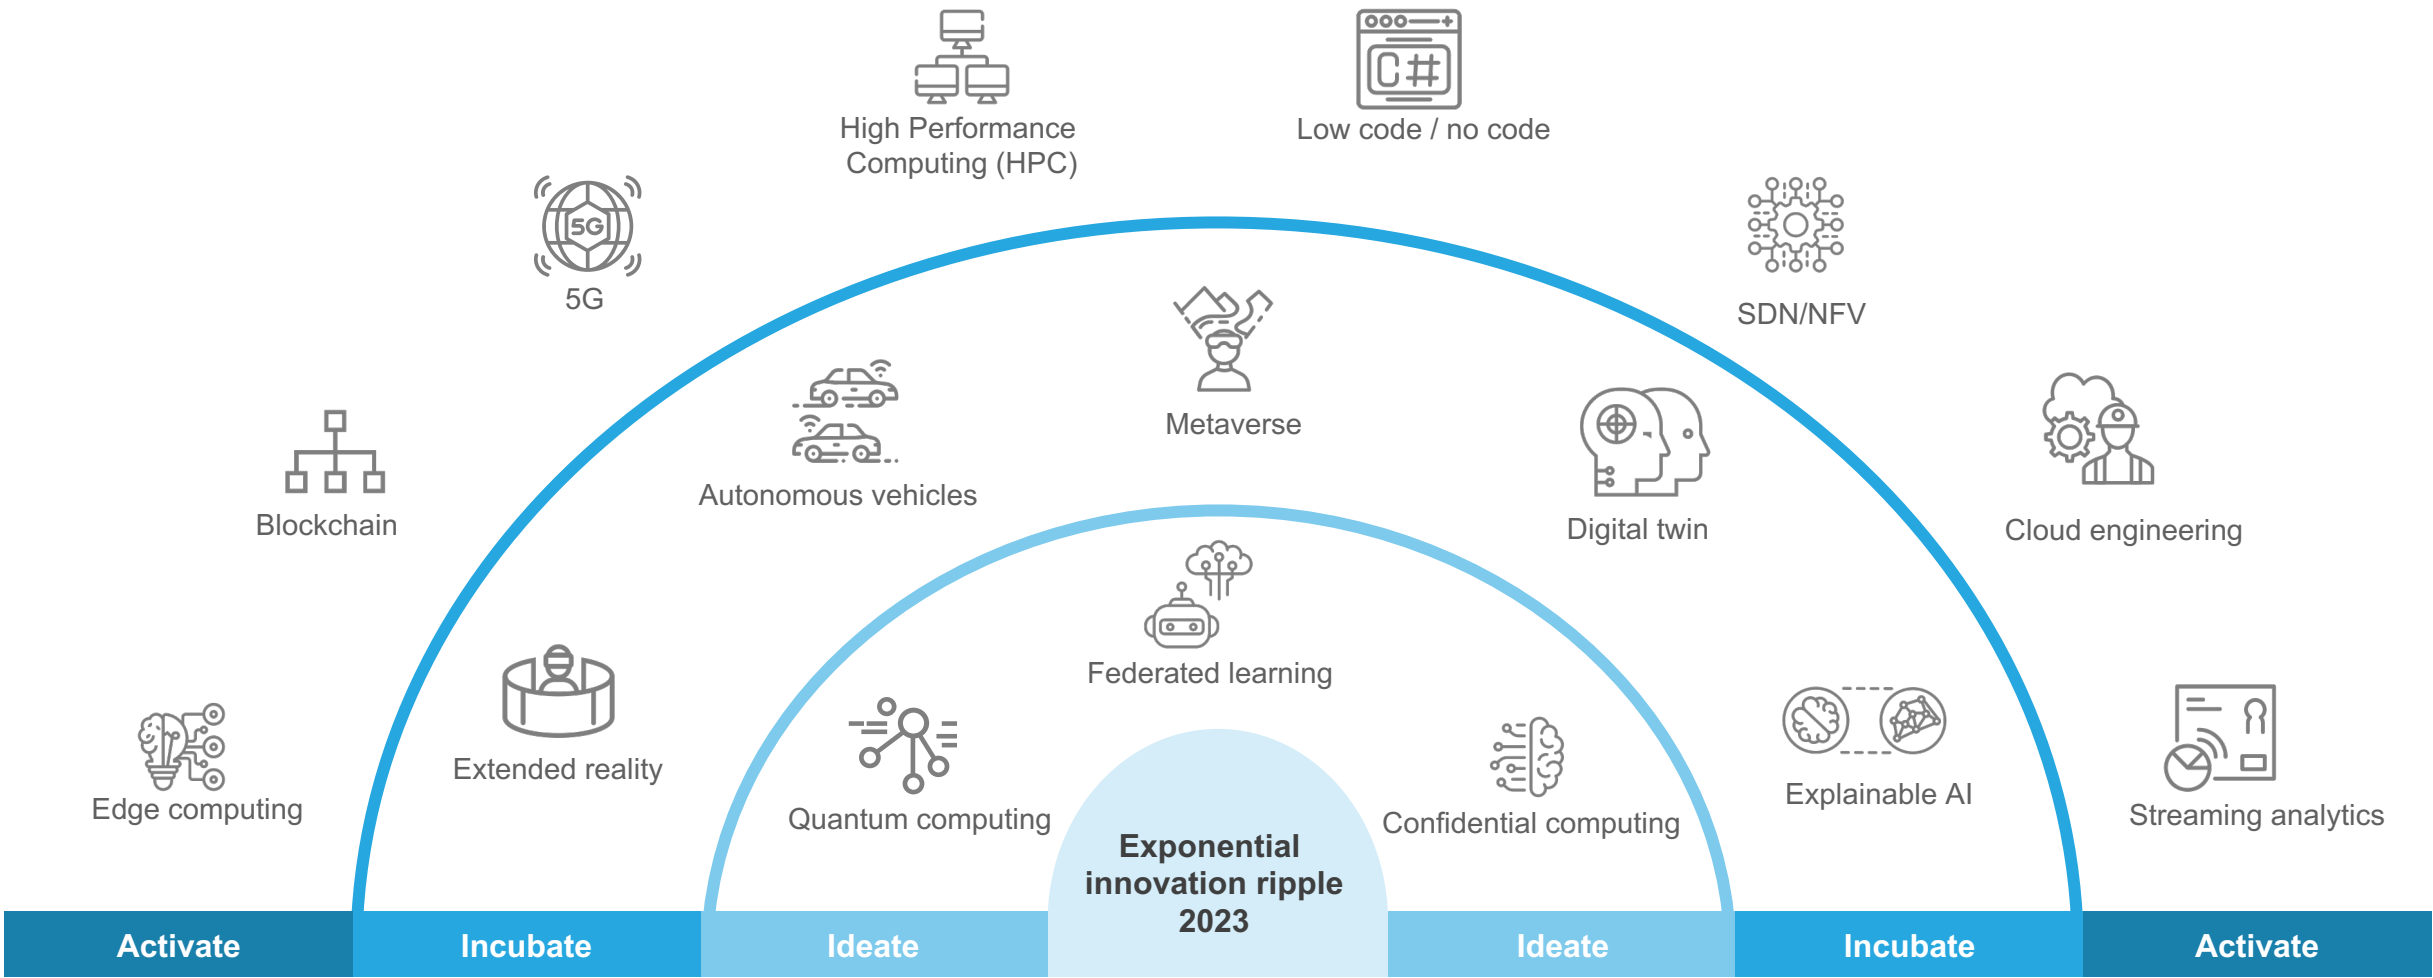 C#
High Performance
Computing (HPC)
Low code / no code
5G
5G
SDN/NFV
Metaverse
Autonomous vehicles
Blockchain
Digital twin
Cloud engineering
Federated learning
Extended reality
Edge computing
Quantum computing
Confidential computing
Explainable AI
Streaming analytics
Exponential
innovation ripple
2023
Activate
Incubate
Ideate
Ideate
Incubate
Activate